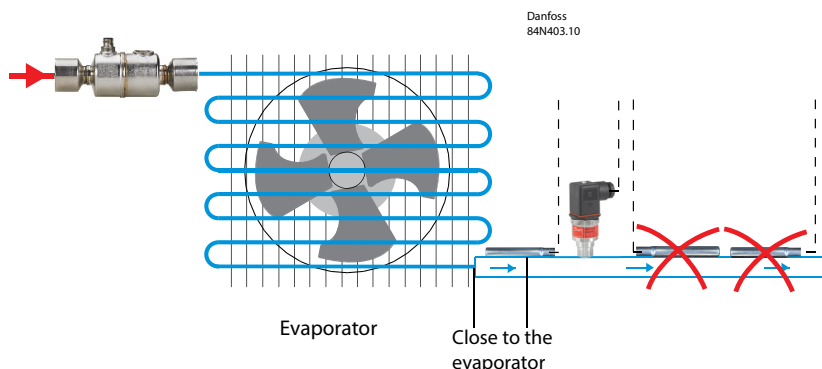 Danfoss
84N403.10
Evaporator
Close to the
evaporator